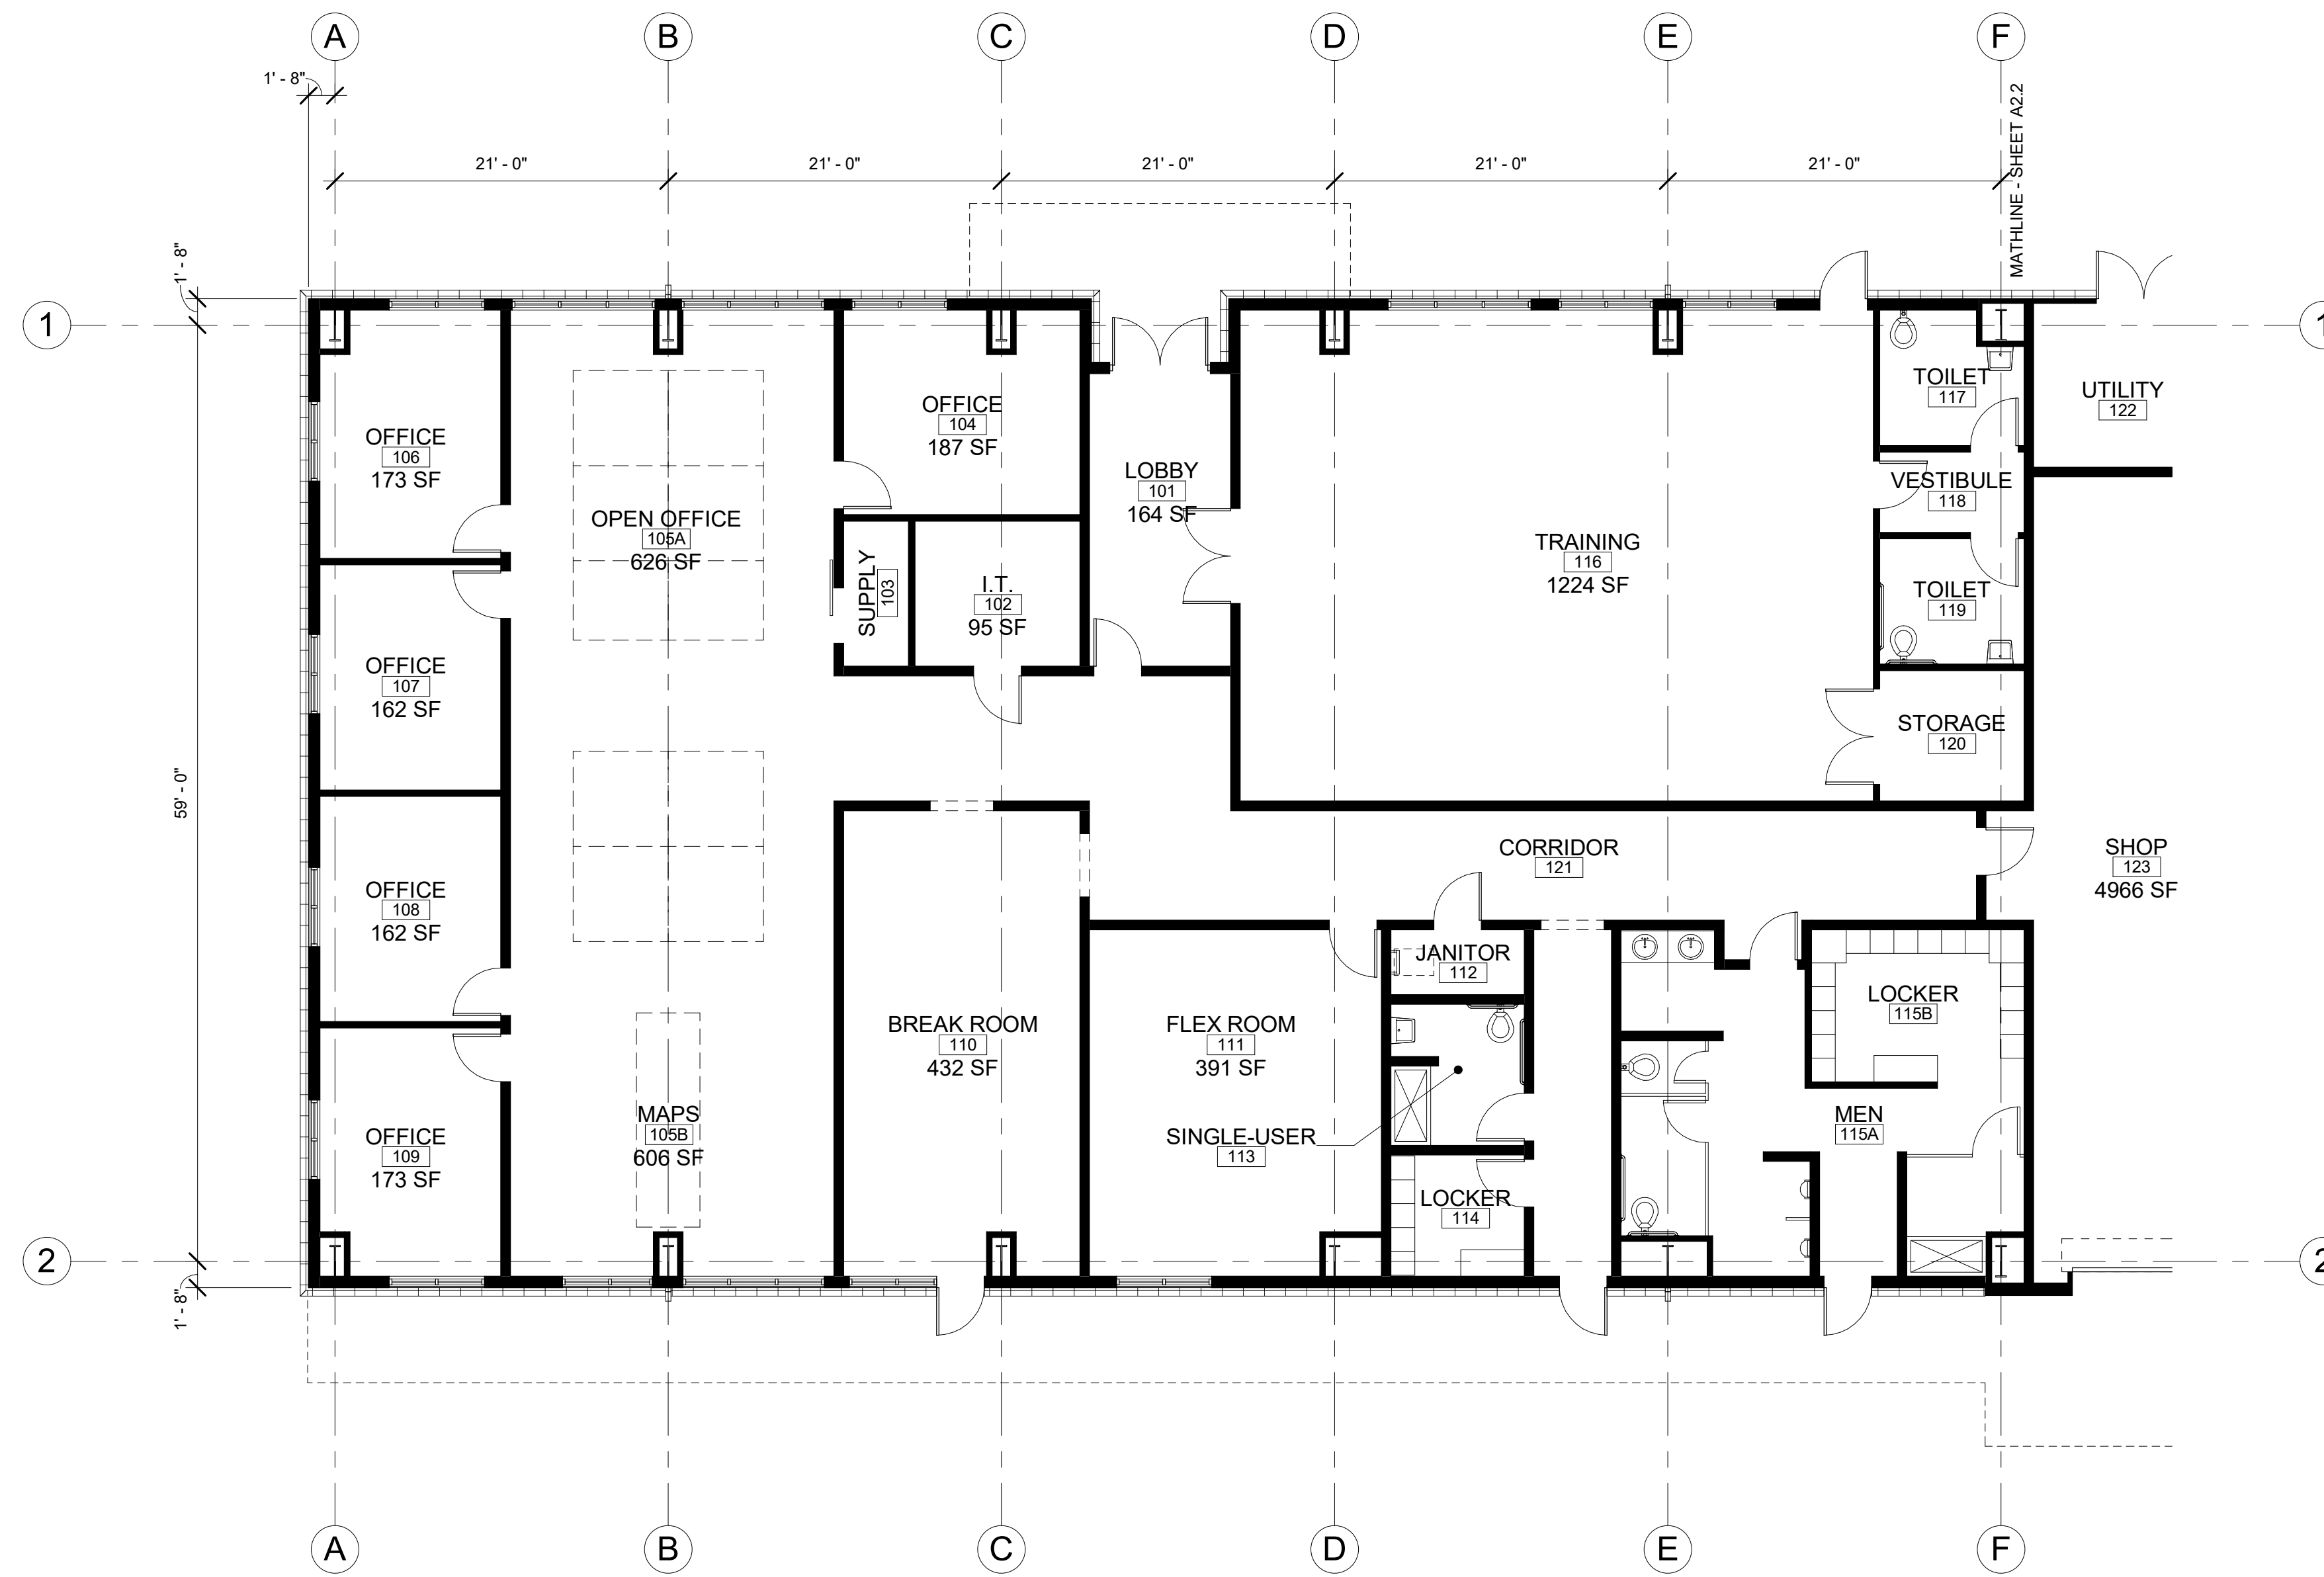 A
B
C
D
E
F
1' - 8"
21' - 0"
21' - 0"
21' - 0"
21' - 0"
21' - 0"
MATHLINE - SHEET A2.2
1' - 8"
1
1
TOILET
117
UTILITY
122
OFFICE
104
187 SF
OFFICE
106
173 SF
LOBBY
101
164 SF
VESTIBULE
118
OPEN OFFICE
105A
626 SF
TRAINING
116
1224 SF
SUPPLY
103
I.T.
102
95 SF
TOILET
119
OFFICE
107
162 SF
STORAGE
120
59' - 0"
CORRIDOR
121
SHOP
123
4966 SF
OFFICE
108
162 SF
JANITOR
112
LOCKER
115B
BREAK ROOM
110
432 SF
FLEX ROOM
111
391 SF
MAPS
105B
606 SF
MEN
115A
OFFICE
109
173 SF
SINGLE-USER
113
LOCKER
114
2
2
1' - 8"
A
B
C
D
E
F